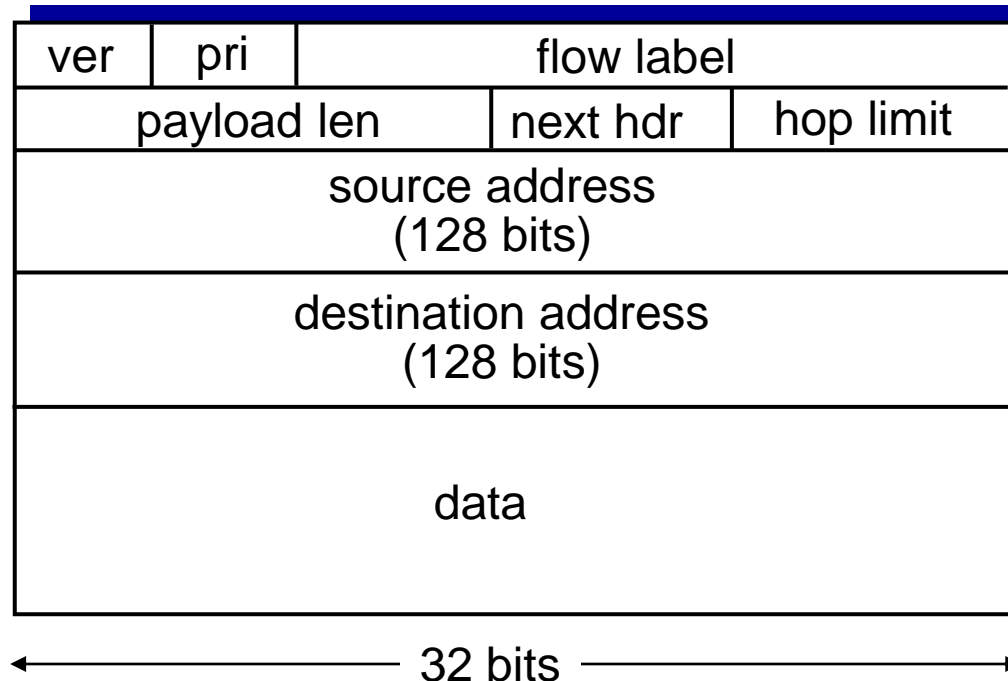 ver pri flow label
payload len next hdr hop limit
source address
(128 bits)
destination address
(128 bits)
data
32 bits